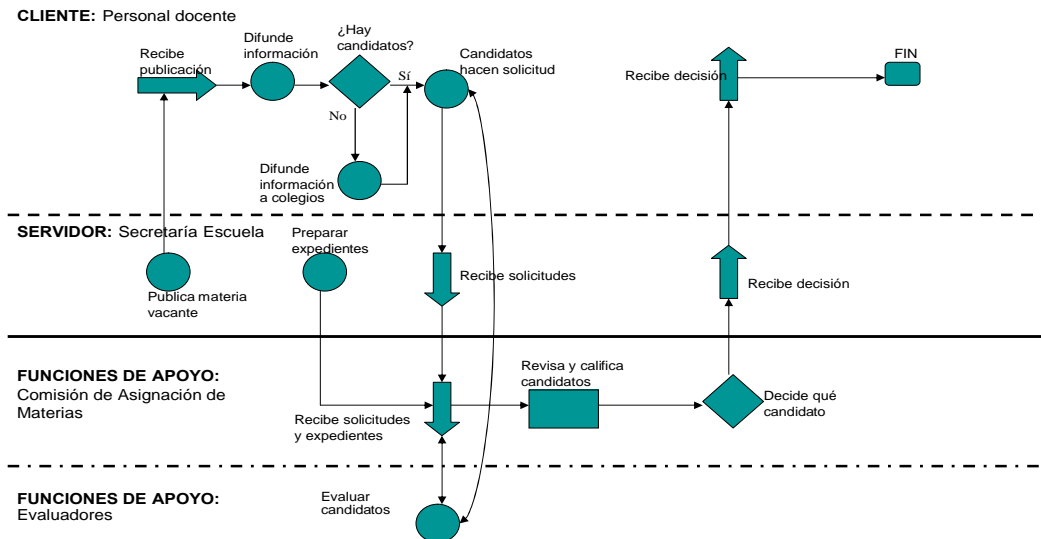 CLIENTE: Personal docente
¿Hay
candidatos?
Difunde
información
Recibe
publicación
Sí
Candidatos
hacen solicitud
Recibe decisión
FIN
No
Difunde
información
a colegios
SERVIDOR: Secretaría Escuela
Preparar
expedientes
Publica materia
vacante
Recibe solicitudes
Recibe decisión
FUNCIONES DE APOYO:
Comisión de Asignación de
Materias
Revisa y califica
candidatos
Decide qué
candidato
Recibe solicitudes
y expedientes
FUNCIONES DE APOYO:
Evaluadores
Evaluar
candidatos